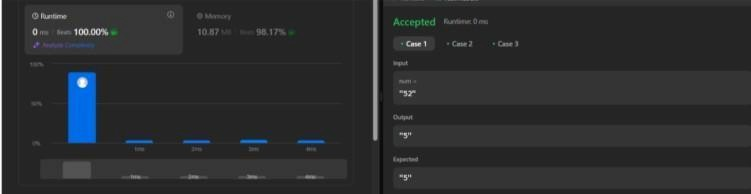 Runtime
0 ms | Beats 100.00%
Analyze Complexity
Memory
10.87 MB | Beats 98.17%
100%
50%
0%
1ms
2ms
3ms
4ms
1ms
2ms
3ms
4ms
Accepted Runtime: 0 ms
• Case 1 • Case 2 • Case 3
Input
num =
"52"
Output
"5"
Expected
"5"